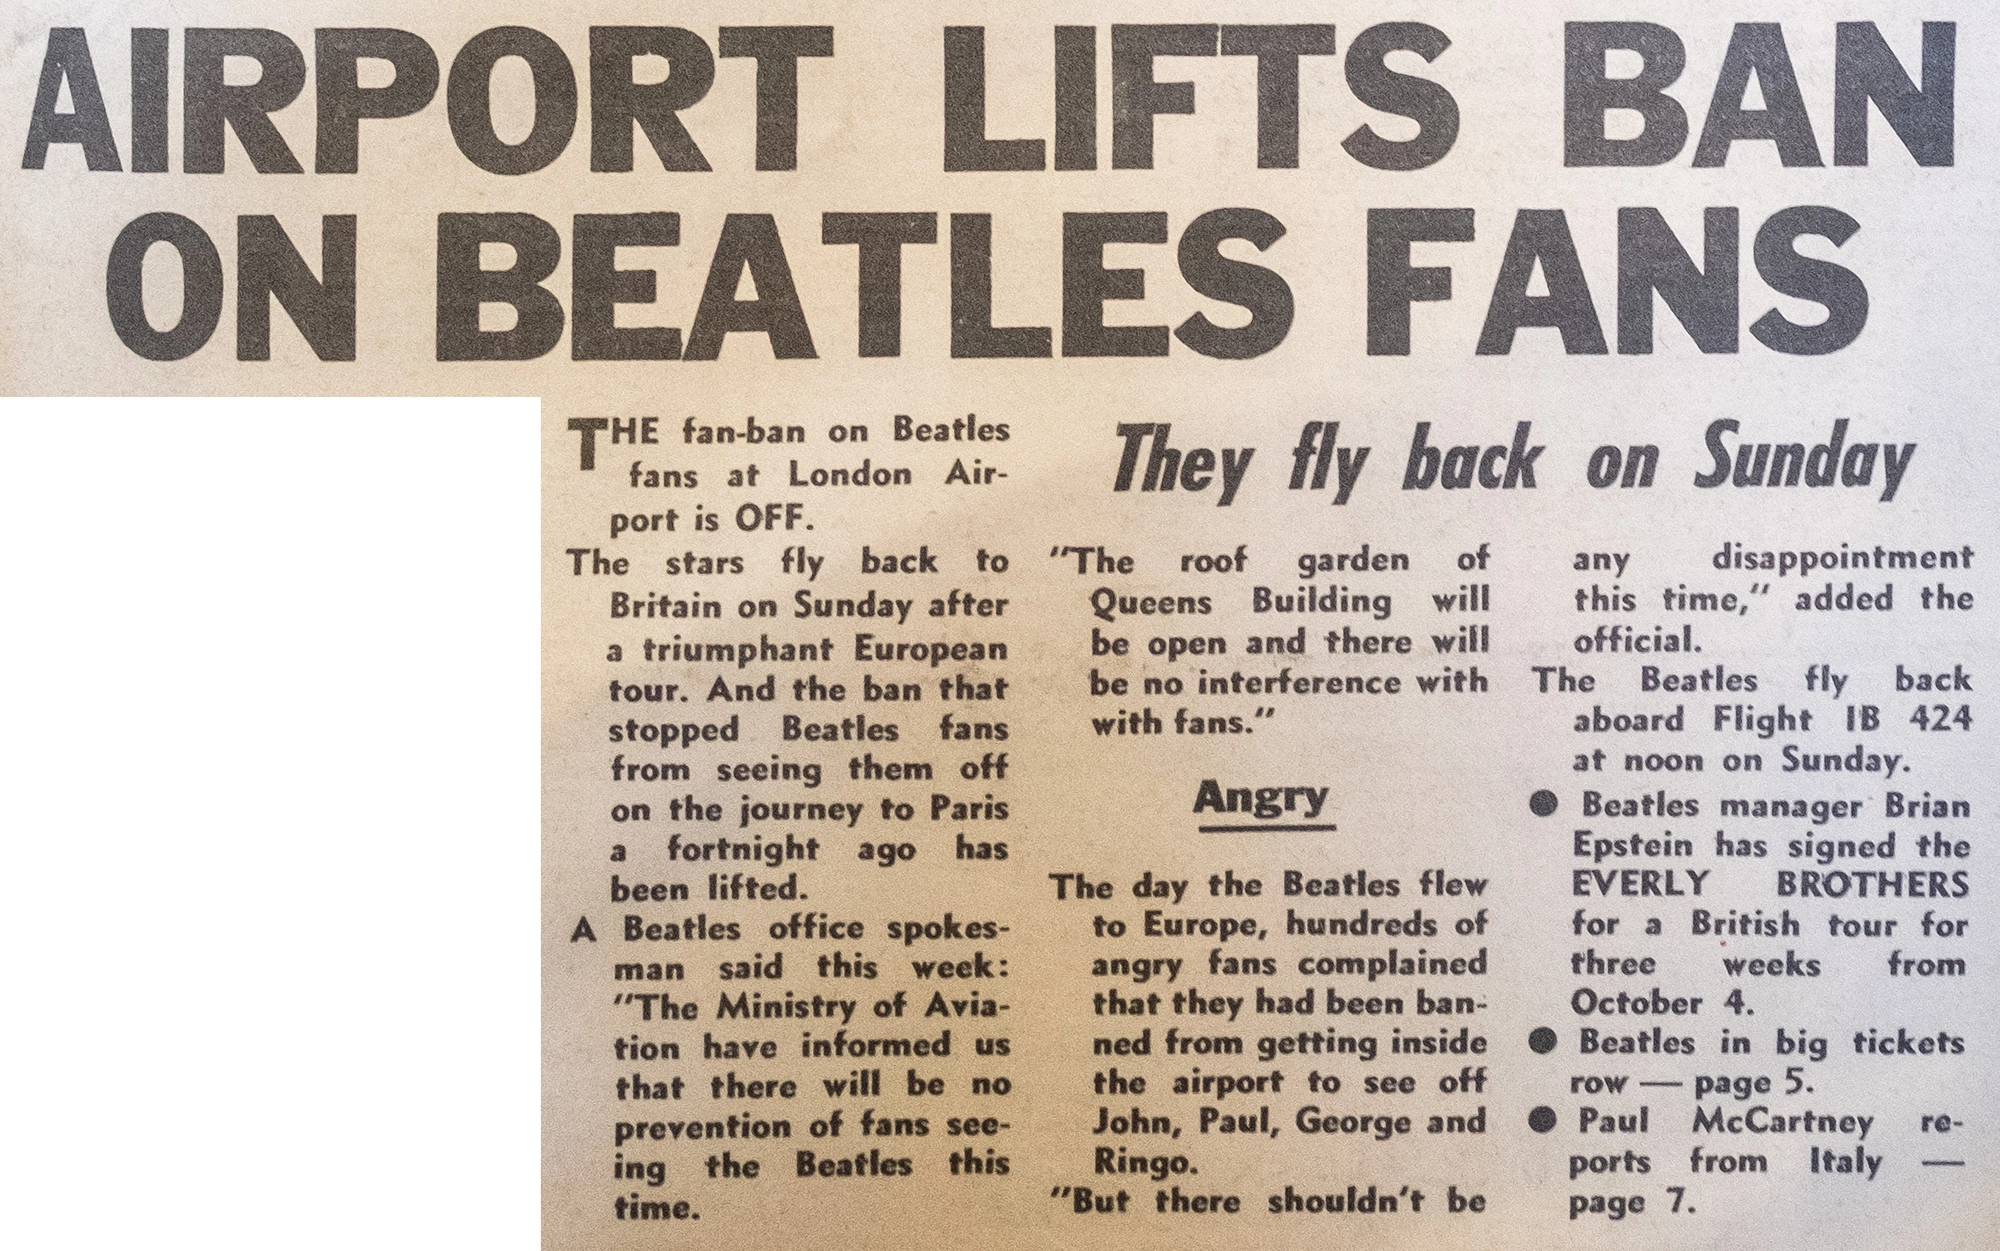 AIRPORT LIFTS BAN
ON BEATLES FANS
THE fan-ban on Beatles
fans at London Air-
port is OFF.
The stars fly back to
Britain on Sunday after
a triumphant European
tour. And the ban that
stopped Beatles fans
from seeing them off
on the journey to Paris
a fortnight ago has
been lifted.
A Beatles office spokes-
man said this week:
"The Ministry of Avia-
tion have informed us
that there will be no
prevention of fans see-
ing the Beatles this
time.
They fly back on Sunday
"The roof garden of
Queens Building will
be open and there will
be no interference with
with fans."
Angry
The day the Beatles flew
to Europe, hundreds of
angry fans complained
that they had been ban-
ned from getting inside
the airport to see off
John, Paul, George and
Ringo.
"But there shouldn't be
any disappointment
this time," added the
official.
The Beatles fly back
aboard Flight IB 424
at noon on Sunday.
● Beatles manager Brian
Epstein has signed the
EVERLY BROTHERS
for a British tour for
three weeks from
October 4.
● Beatles in big tickets
row — page 5.
● Paul McCartney re-
ports from Italy —
page 7.